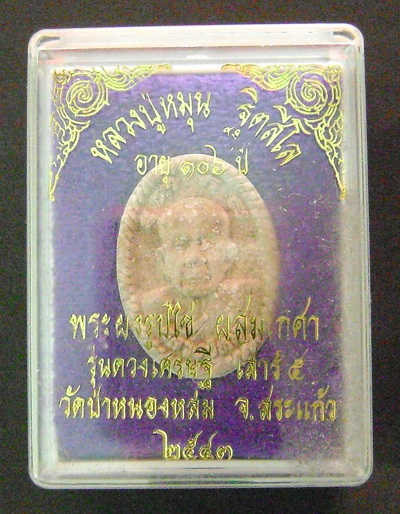 หลวงปู่หมุน ฐิตสีโล
อายุ ๑๐๖ ปี
พระผงรูปไข่ ผสมเกศา
รุ่นดวงเศรษฐี เสาร์ ๕
วัดป่าหนองหล่ม จ.สระแก้ว
๒๕๔๓